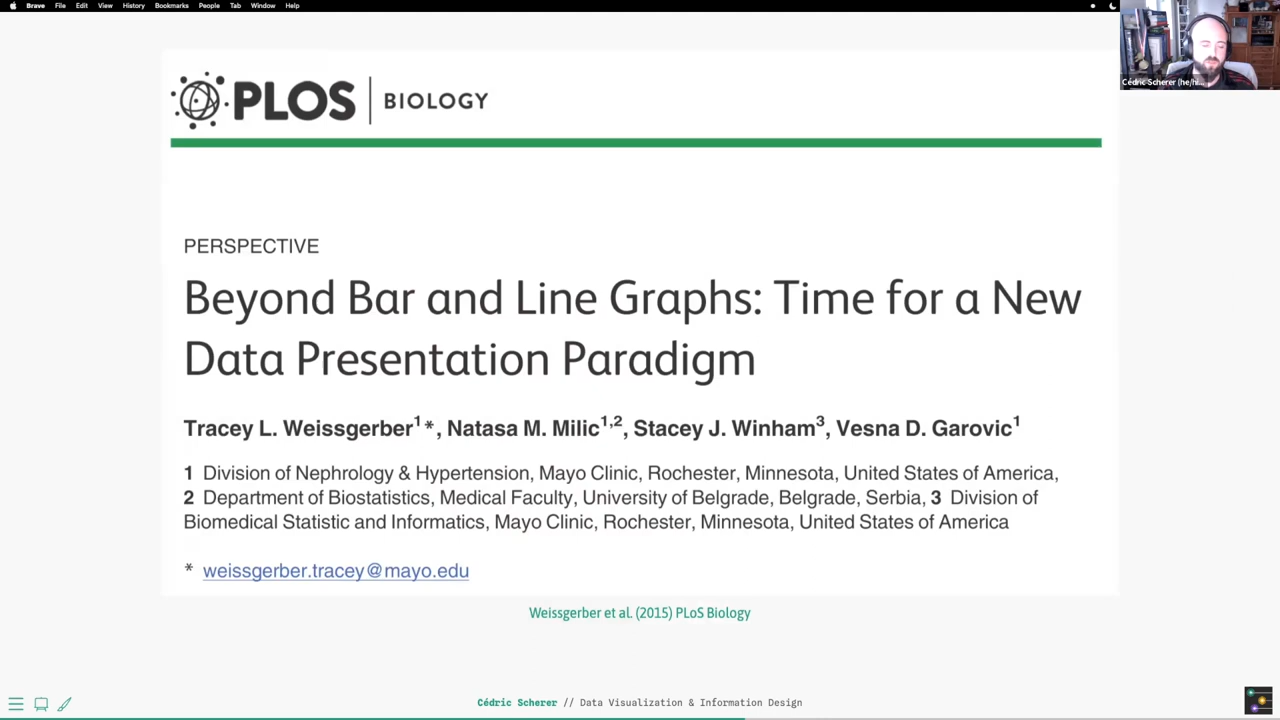 Brave File Edit View History Bookmarks People Tab Window Help
Cédric Scherer (he/hi...
PLOS BIOLOGY
PERSPECTIVE
Beyond Bar and Line Graphs: Time for a New
Data Presentation Paradigm
Tracey L. Weissgerber1*, Natasa M. Milic1,2, Stacey J. Winham3, Vesna D. Garovic1
1 Division of Nephrology & Hypertension, Mayo Clinic, Rochester, Minnesota, United States of America,
2 Department of Biostatistics, Medical Faculty, University of Belgrade, Belgrade, Serbia, 3 Division of
Biomedical Statistic and Informatics, Mayo Clinic, Rochester, Minnesota, United States of America
* weissgerber.tracey@mayo.edu
Weissgerber et al. (2015) PLoS Biology
Cédric Scherer // Data Visualization & Information Design